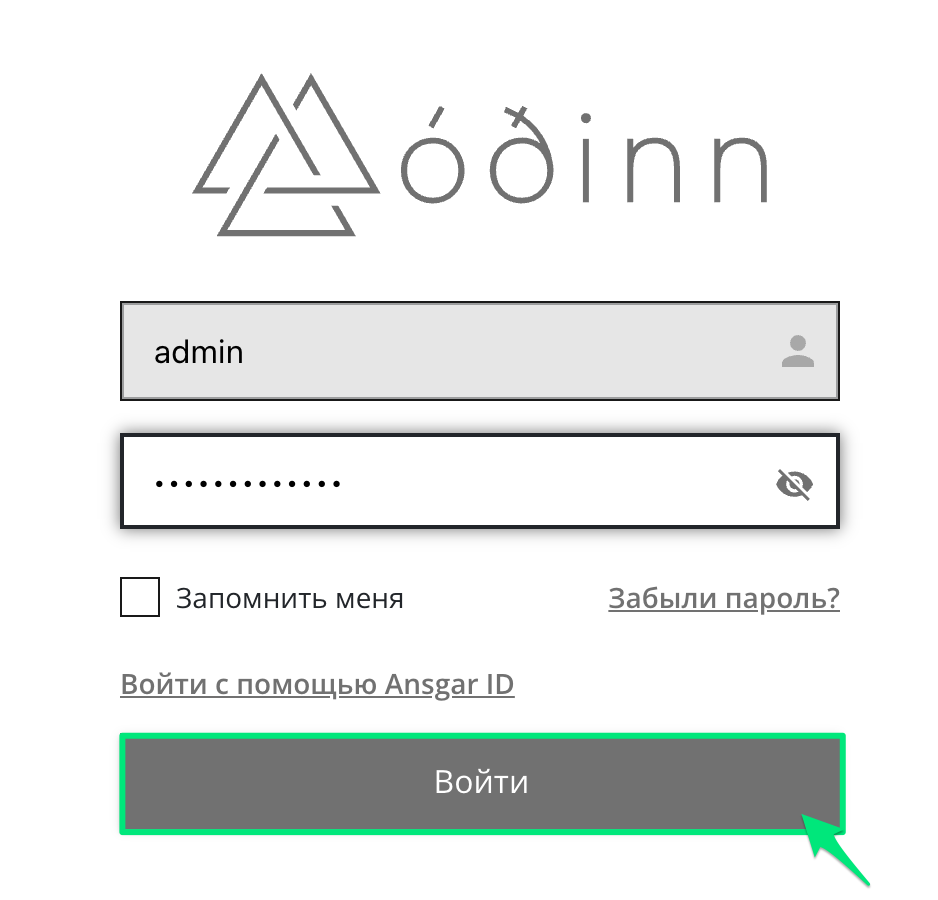 óðinn
admin
•••••••••••••
Запомнить меня
Забыли пароль?
Войти с помощью Ansgar ID
Войти